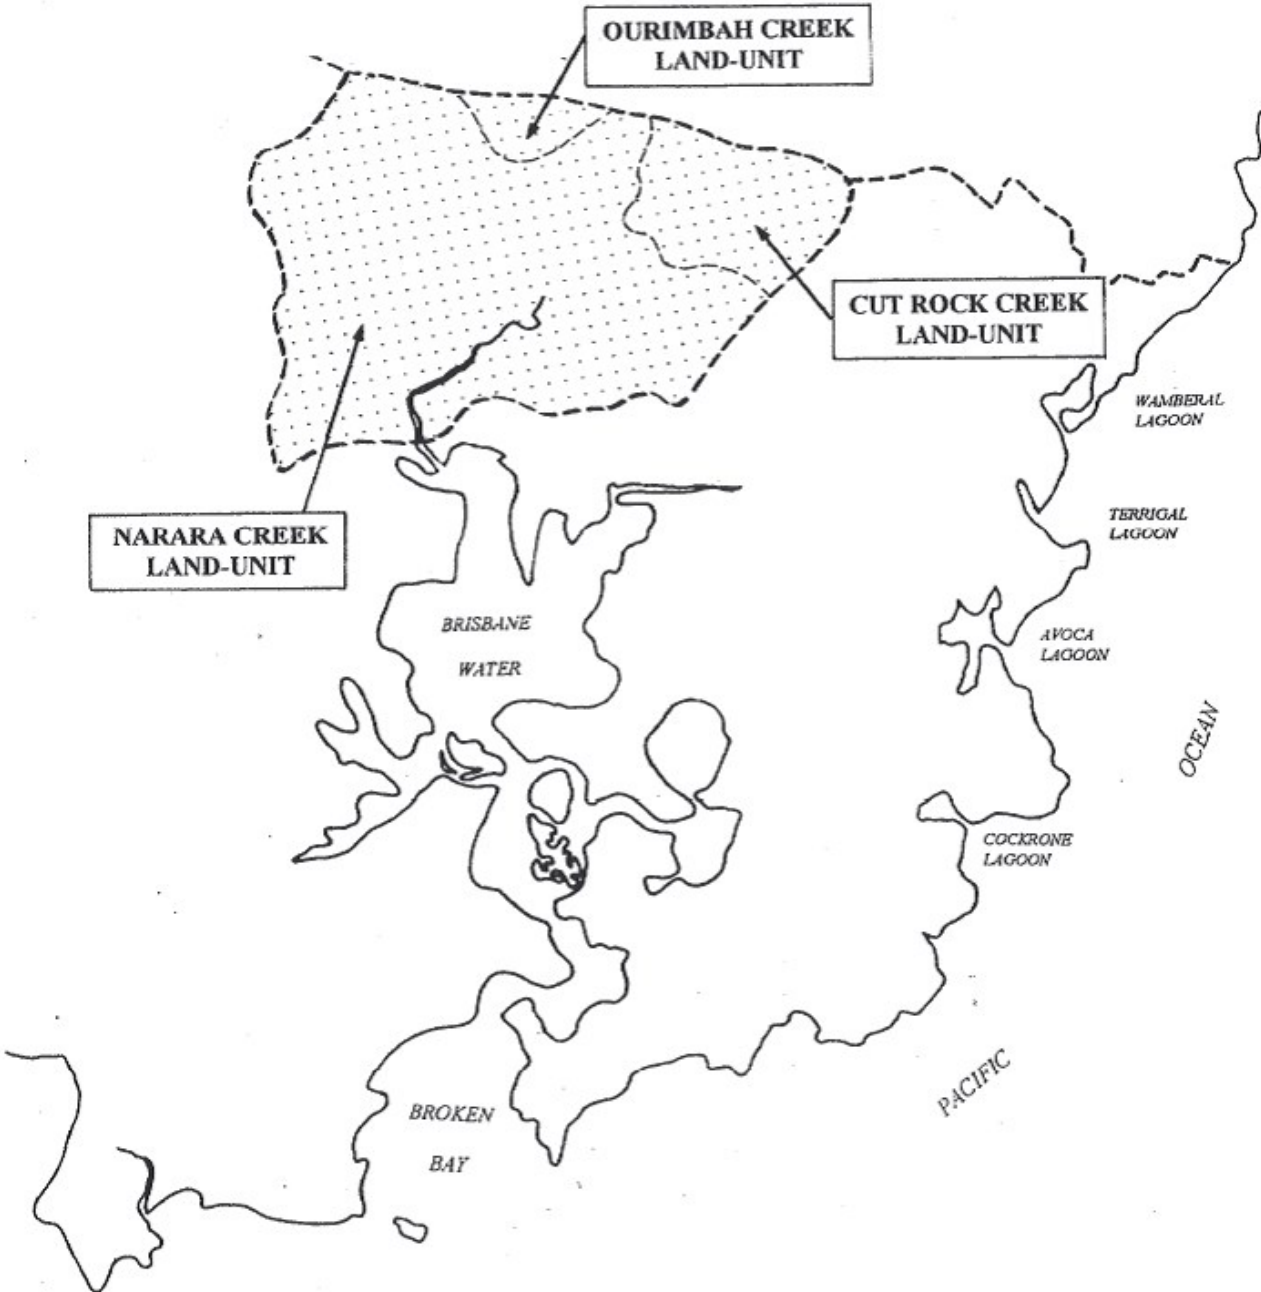 OURIMBAH CREEK
LAND-UNIT
CUT ROCK CREEK
LAND-UNIT
WAMBERAL
LAGOON
NARARA CREEK
LAND-UNIT
TERRIGAL
LAGOON
BRISBANE
WATER
AVOCA
LAGOON
OCEAN
COCKRONE
LAGOON
PACIFIC
BROKEN
BAY